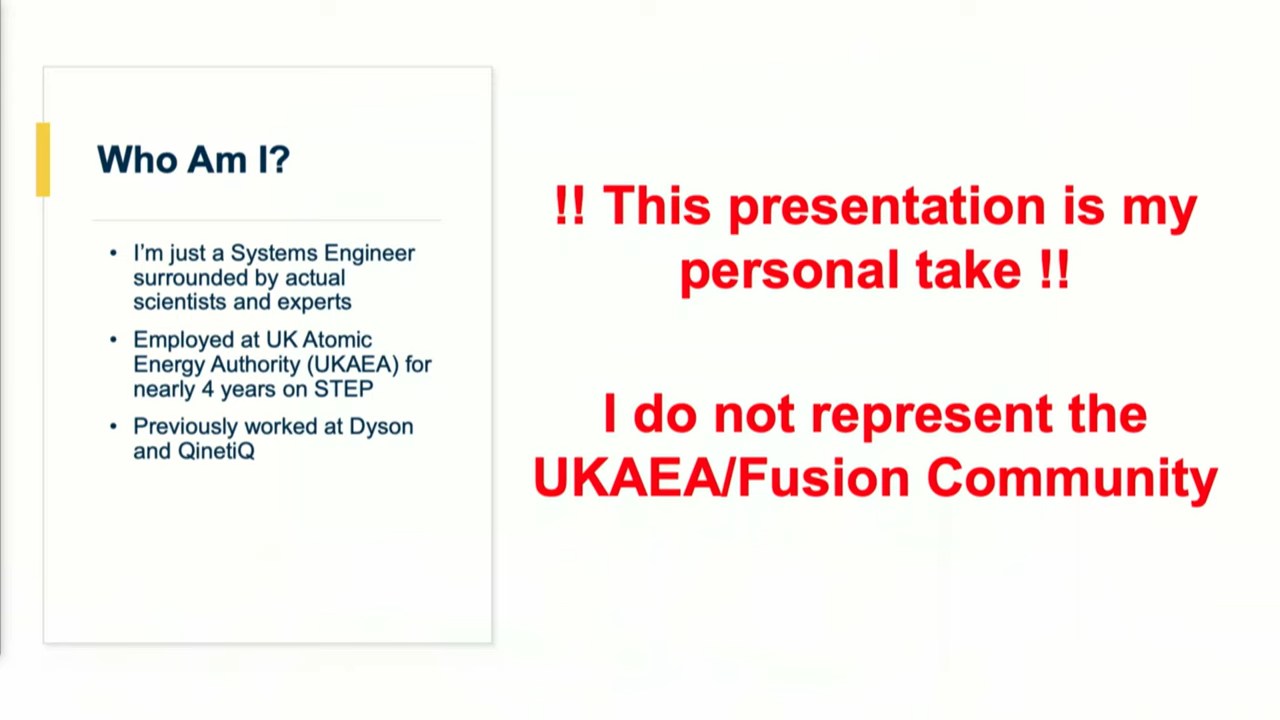 Who Am I?
• I'm just a Systems Engineer
surrounded by actual
scientists and experts
• Employed at UK Atomic
Energy Authority (UKAEA) for
nearly 4 years on STEP
• Previously worked at Dyson
and QinetiQ
!! This presentation is my
personal take !!
I do not represent the
UKAEA/Fusion Community